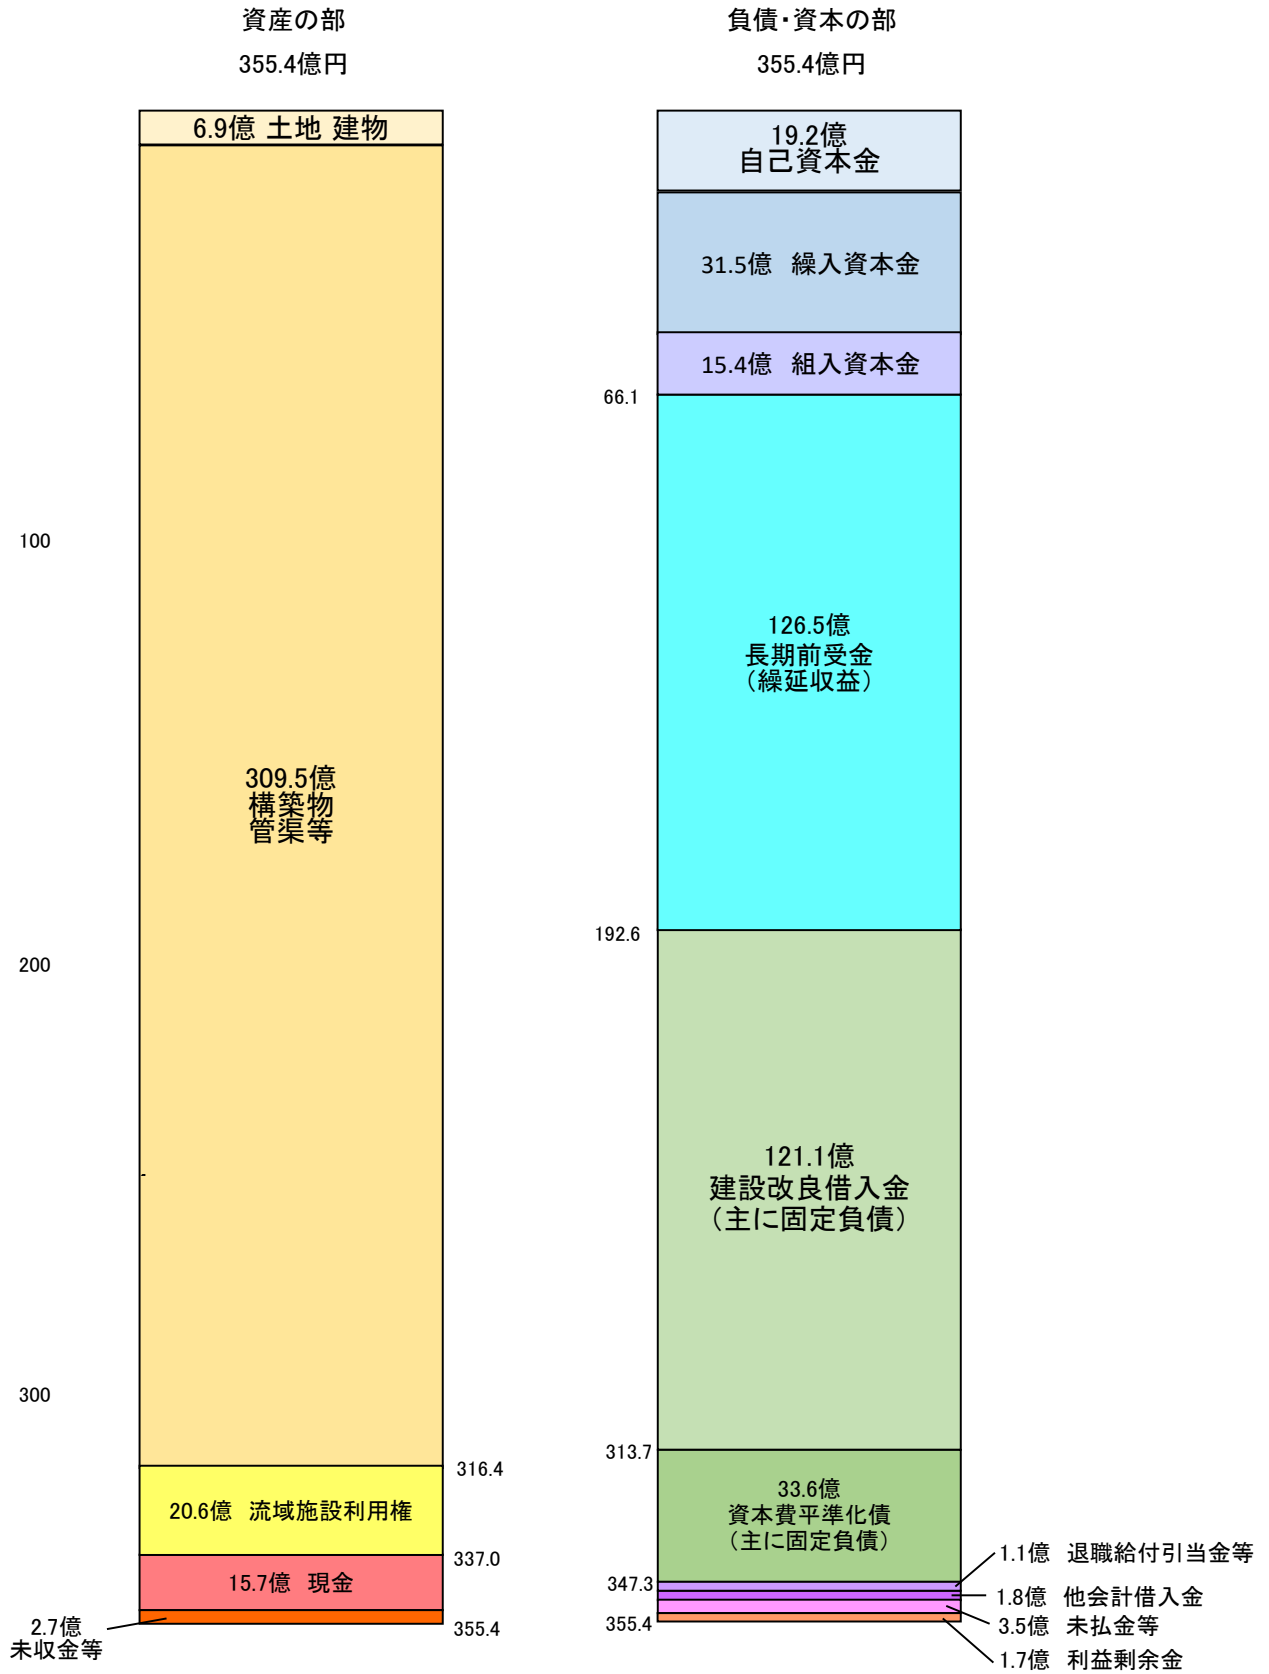 資産の部
355.4億円
6.9億 土地 建物
100
309.5億
構築物
管渠等
200
300
316.4
20.6億 流域施設利用権
337.0
15.7億 現金
2.7億
未収金等
355.4
負債・資本の部
355.4億円
19.2億
自己資本金
31.5億 繰入資本金
15.4億 組入資本金
66.1
126.5億
長期前受金
（繰延収益）
192.6
121.1億
建設改良借入金
（主に固定負債）
313.7
33.6億
資本費平準化債
（主に固定負債）
347.3
1.1億 退職給付引当金等
1.8億 他会計借入金
3.5億 未払金等
355.4
1.7億 利益剰余金